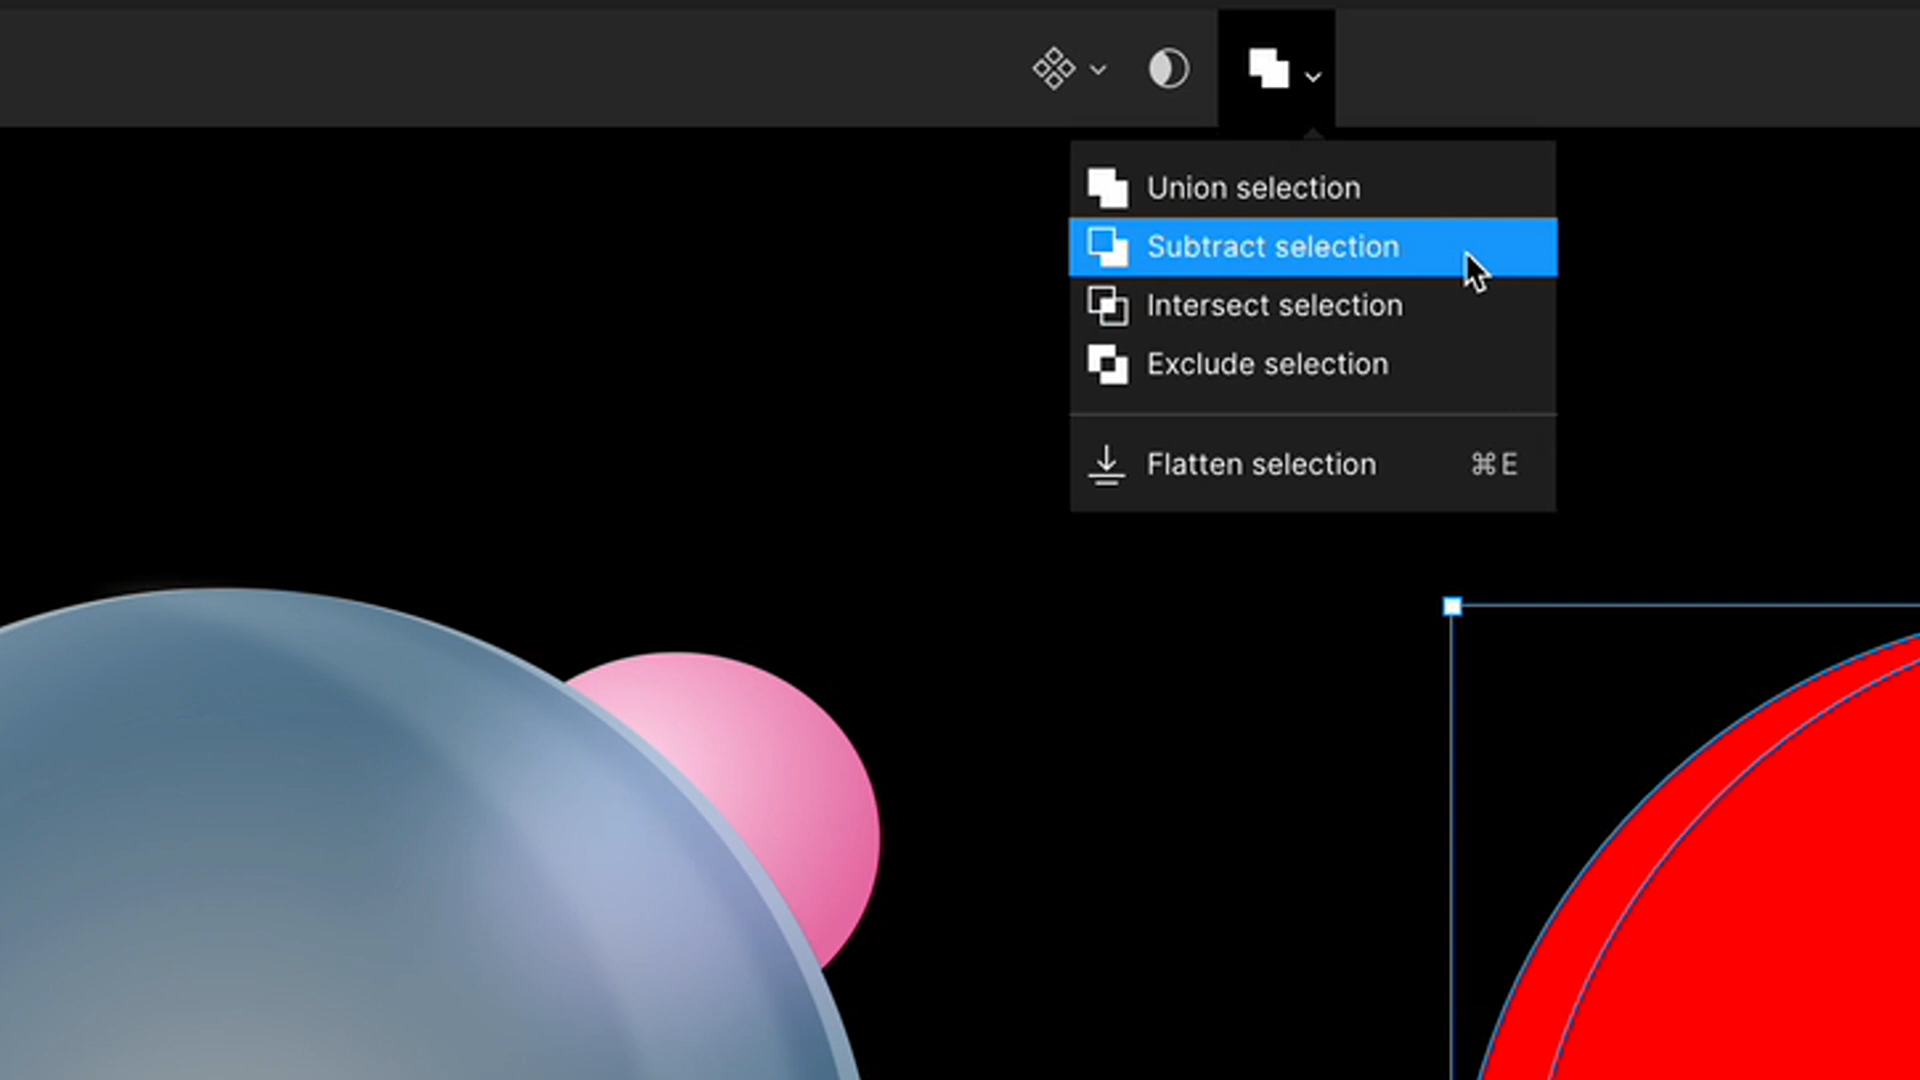 Union selection
Subtract selection
Intersect selection
Exclude selection
Flatten selection ⌘E